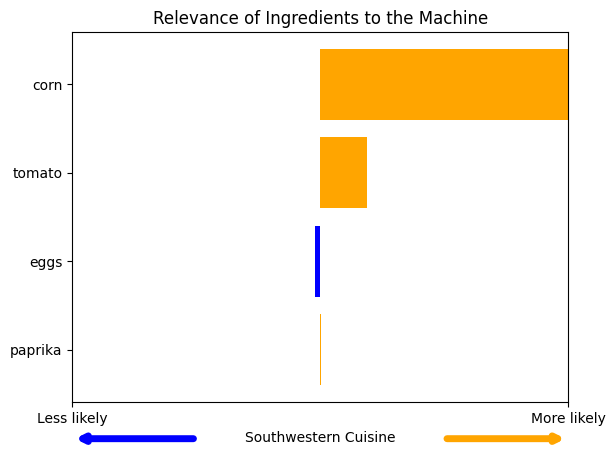 Relevance of Ingredients to the Machine
corn
tomato
eggs
paprika
Less likely
More likely
Southwestern Cuisine